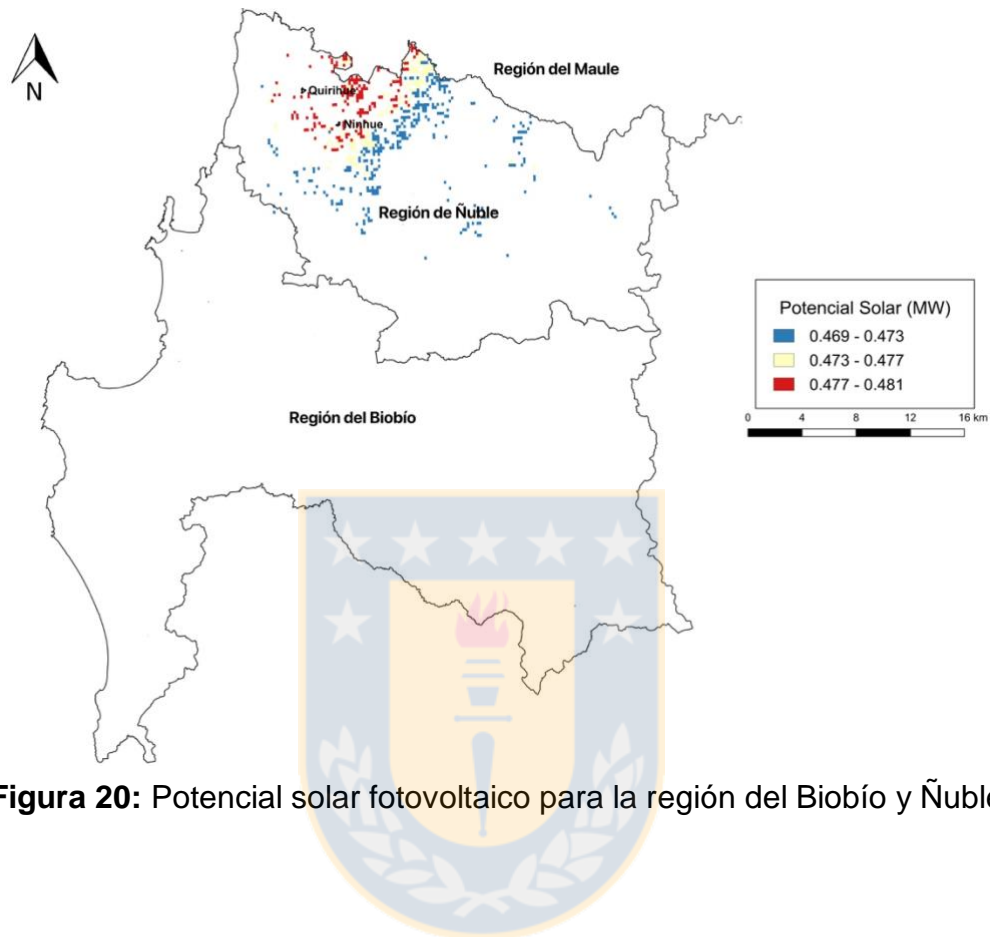 Región del Maule
Quirihue
Ninhue
N
Región de Ñuble
Potencial Solar (MW)
0.469 - 0.473
0.473 - 0.477
0.477 - 0.481
0 4 8 12 16 km
Región del Biobío
Figura 20: Potencial solar fotovoltaico para la región del Biobío y Ñuble